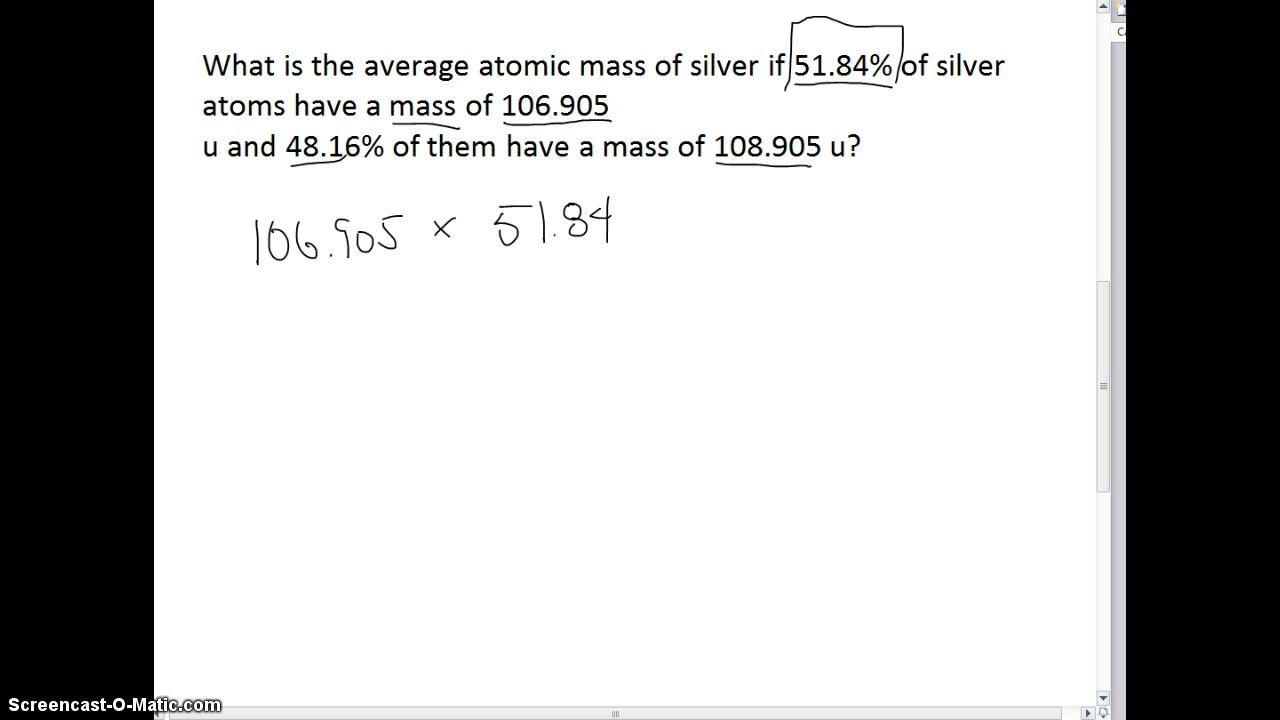 What is the average atomic mass of silver if 51.84% of silver
atoms have a mass of 106.905
u and 48.16% of them have a mass of 108.905 u?
106.905 × 51.84
Screencast-O-Matic.com